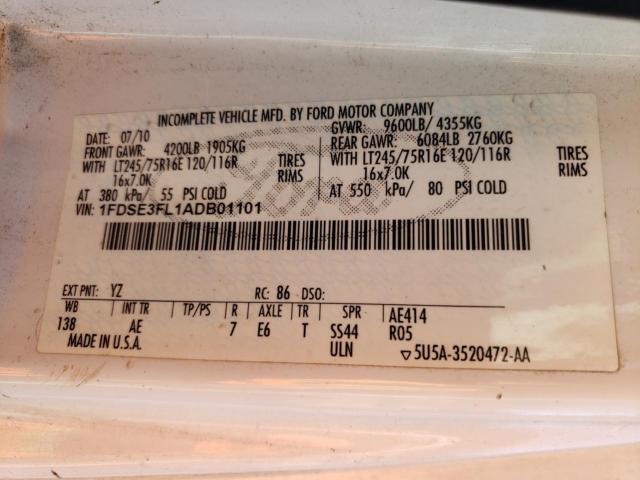 INCOMPLETE VEHICLE MFD. BY FORD MOTOR COMPANY
DATE: 07/10 GVWR: 9600LB/ 4355KG
FRONT GAWR: 4200LB 1905KG REAR GAWR: 6084LB 2760KG
WITH LT245/75R16E 120/116R TIRES WITH LT245/75R16E 120/116R TIRES
16x7.0K RIMS 16x7.0K RIMS
AT 380 kPa/ 55 PSI COLD AT 550 kPa/ 80 PSI COLD
VIN: 1FDSE3FL1ADB01101
Ford
EXT PNT: YZ RC: 86 DSO:
WB INT TR TP/PS R AXLE TR SPR AE414
138 AE 7 E6 T SS44 R05
MADE IN U.S.A. ULN ▽5U5A-3520472-AA